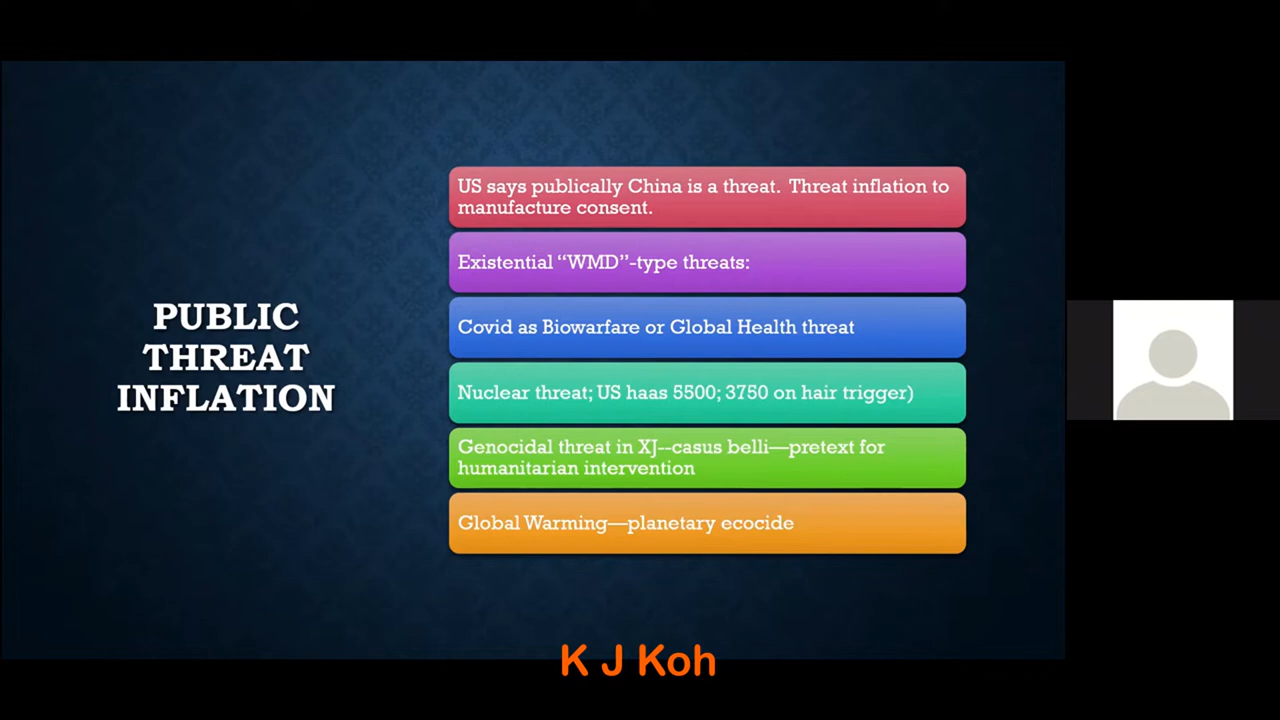 PUBLIC
THREAT
INFLATION
US says publically China is a threat.  Threat inflation to
manufacture consent.
Existential “WMD”-type threats:
Covid as Biowarfare or Global Health threat
Nuclear threat; US haas 5500; 3750 on hair trigger)
Genocidal threat in XJ--casus belli—pretext for
humanitarian intervention
Global Warming—planetary ecocide
K J Koh